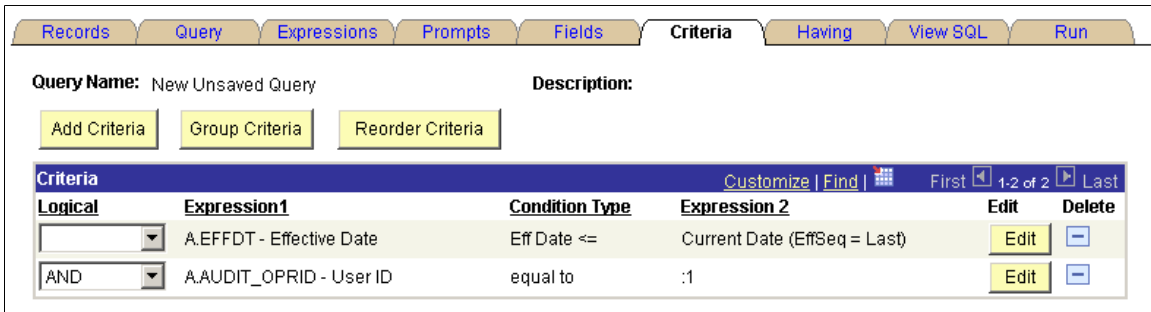 Records Query Expressions Prompts Fields Criteria Having View SQL Run
Query Name: New Unsaved Query Description:
Add Criteria Group Criteria Reorder Criteria
Criteria Customize | Find | First 1-2 of 2 Last
Logical Expression1 Condition Type Expression 2 Edit Delete
A.EFFDT - Effective Date Eff Date <= Current Date (EffSeq = Last) Edit
AND A.AUDIT_OPRID - User ID equal to :1 Edit